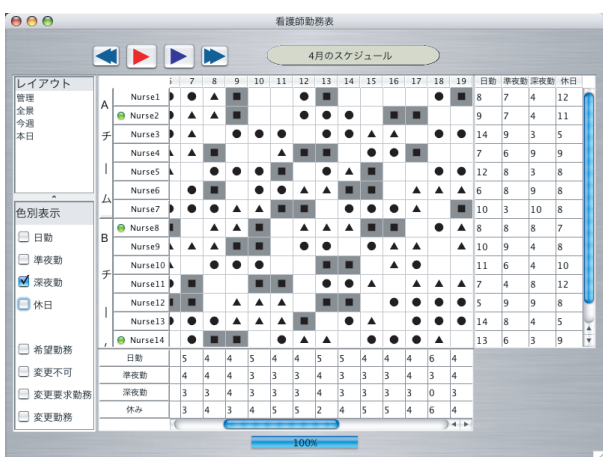 看護師勤務表
4月のスケジュール
レイアウト
管理
全景
今週
本日
色別表示
日勤
準夜勤
深夜勤
休日
希望勤務
変更不可
変更要求勤務
変更勤務
7 8 9 10 11 12 13 14 15 16 17 18 19 日勤 準夜勤 深夜勤 休日
Aチーム
Bチー
Nurse1 8 7 4 12
Nurse2 9 7 4 11
Nurse3 14 9 3 5
Nurse4 7 6 9 9
Nurse5 12 8 3 8
Nurse6 6 8 9 8
Nurse7 10 3 10 8
Nurse8 8 8 8 7
Nurse9 10 9 4 8
Nurse10 11 6 4 10
Nurse11 7 4 8 12
Nurse12 5 9 9 8
Nurse13 14 8 4 5
Nurse14 13 6 3 9
日勤 5 4 4 5 4 4 5 4 4 4 4 6 4
準夜勤 4 4 4 3 3 3 4 3 4 3 3 4 3 4
深夜勤 3 3 4 3 3 3 4 3 3 3 3 0 3
休み 3 4 3 4 5 5 2 4 5 5 4 6 4
100%